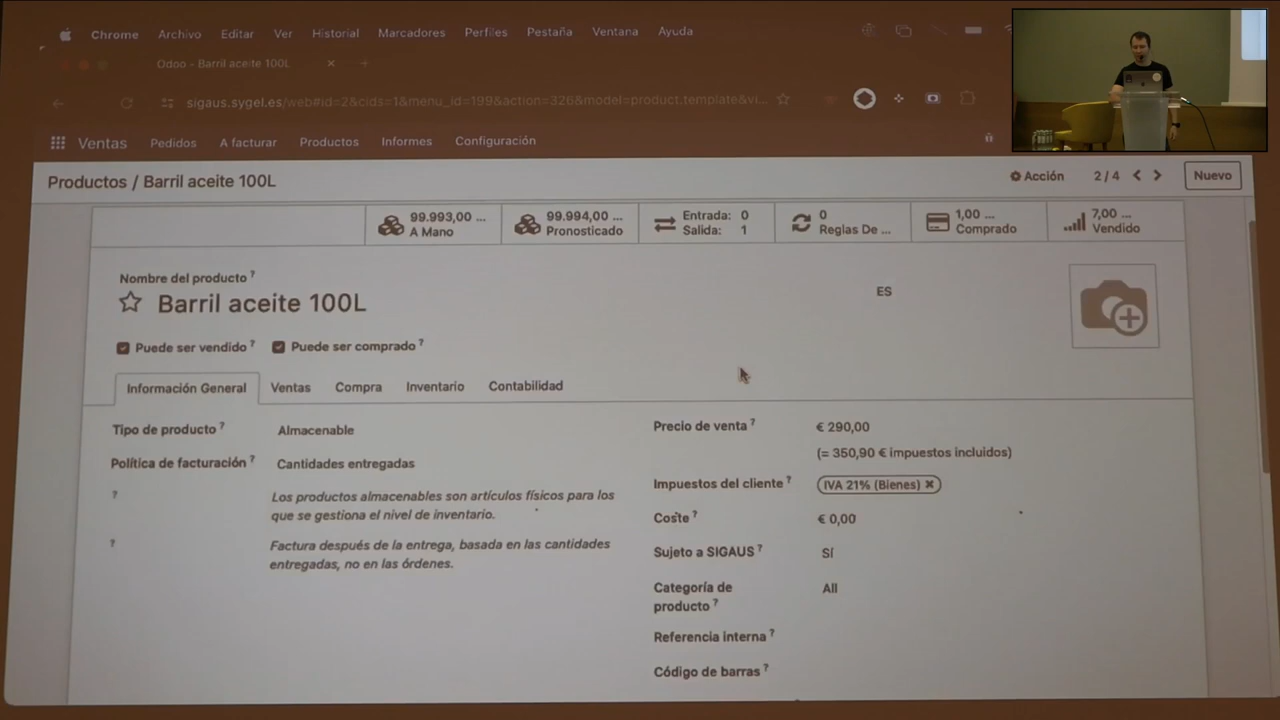 Chrome Archivo Editar Ver Historial Marcadores Perfiles Pestaña Ventana Ayuda
Odoo - Barril aceite 100L
sigaus.sygel.es/web#id=2&cids=1&menu_id=199&action=326&model=product.template&vi...
Ventas Pedidos A facturar Productos Informes Configuración
Productos / Barril aceite 100L
Acción 2 / 4 Nuevo
99.993,00 ...
A Mano
99.994,00 ...
Pronosticado
Entrada: 0
Salida: 1
0
Reglas De ...
1,00 ...
Comprado
7,00 ...
Vendido
Nombre del producto ?
Barril aceite 100L
ES
Puede ser vendido ? Puede ser comprado ?
Información General Ventas Compra Inventario Contabilidad
Tipo de producto ? Almacenable
Política de facturación ? Cantidades entregadas
?
Los productos almacenables son artículos físicos para los
que se gestiona el nivel de inventario.
?
Factura después de la entrega, basada en las cantidades
entregadas, no en las órdenes.
Precio de venta ? € 290,00
(= 350,90 € impuestos incluidos)
Impuestos del cliente ? IVA 21% (Bienes) ✖
Coste ? € 0,00
Sujeto a SIGAUS ? Sí
Categoría de
producto ?
All
Referencia interna ?
Código de barras ?